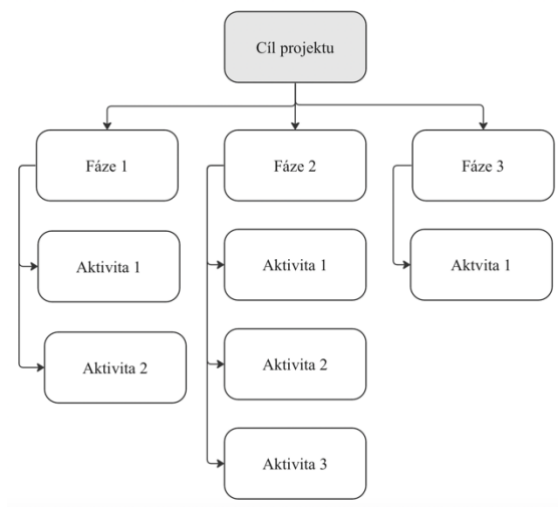 Cíl projektu
Fáze 1
Fáze 2
Fáze 3
Aktivita 1
Aktivita 1
Aktvita 1
Aktivita 2
Aktivita 2
Aktivita 3